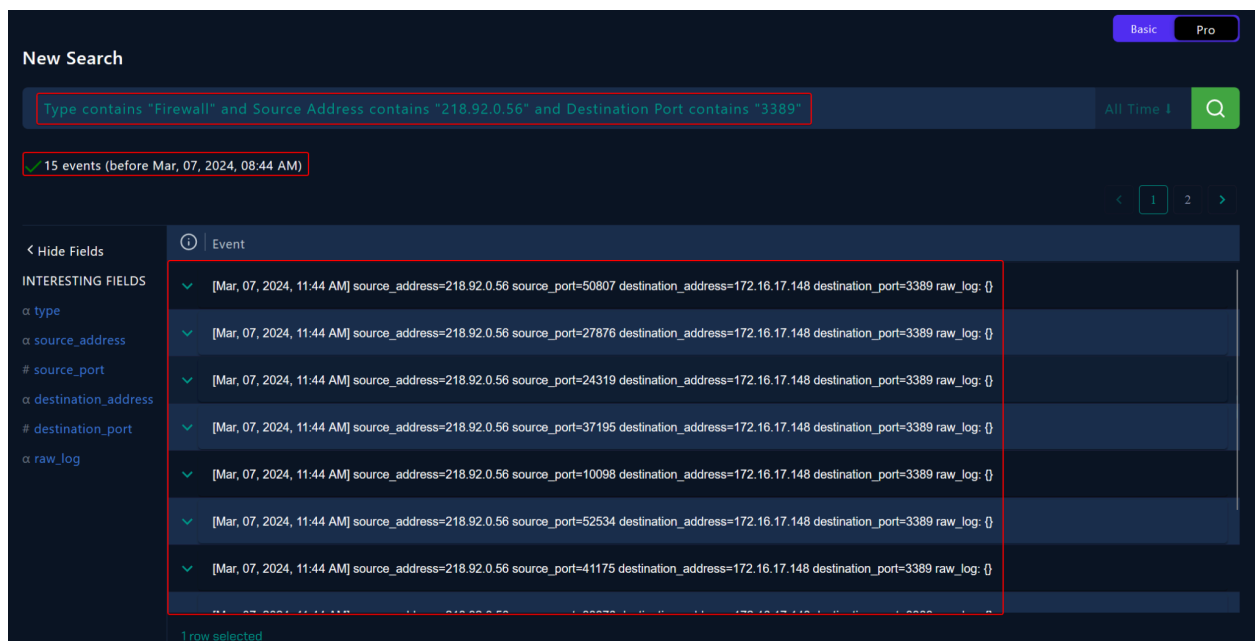 Basic Pro
New Search
Type contains "Firewall" and Source Address contains "218.92.0.56" and Destination Port contains "3389"
All Time
15 events (before Mar, 07, 2024, 08:44 AM)
1 2
Hide Fields
Event
INTERESTING FIELDS
α type
α source_address
# source_port
α destination_address
# destination_port
α raw_log
[Mar, 07, 2024, 11:44 AM] source_address=218.92.0.56 source_port=50807 destination_address=172.16.17.148 destination_port=3389 raw_log: {}
[Mar, 07, 2024, 11:44 AM] source_address=218.92.0.56 source_port=27876 destination_address=172.16.17.148 destination_port=3389 raw_log: {}
[Mar, 07, 2024, 11:44 AM] source_address=218.92.0.56 source_port=24319 destination_address=172.16.17.148 destination_port=3389 raw_log: {}
[Mar, 07, 2024, 11:44 AM] source_address=218.92.0.56 source_port=37195 destination_address=172.16.17.148 destination_port=3389 raw_log: {}
[Mar, 07, 2024, 11:44 AM] source_address=218.92.0.56 source_port=10098 destination_address=172.16.17.148 destination_port=3389 raw_log: {}
[Mar, 07, 2024, 11:44 AM] source_address=218.92.0.56 source_port=52534 destination_address=172.16.17.148 destination_port=3389 raw_log: {}
[Mar, 07, 2024, 11:44 AM] source_address=218.92.0.56 source_port=41175 destination_address=172.16.17.148 destination_port=3389 raw_log: {}
1 row selected